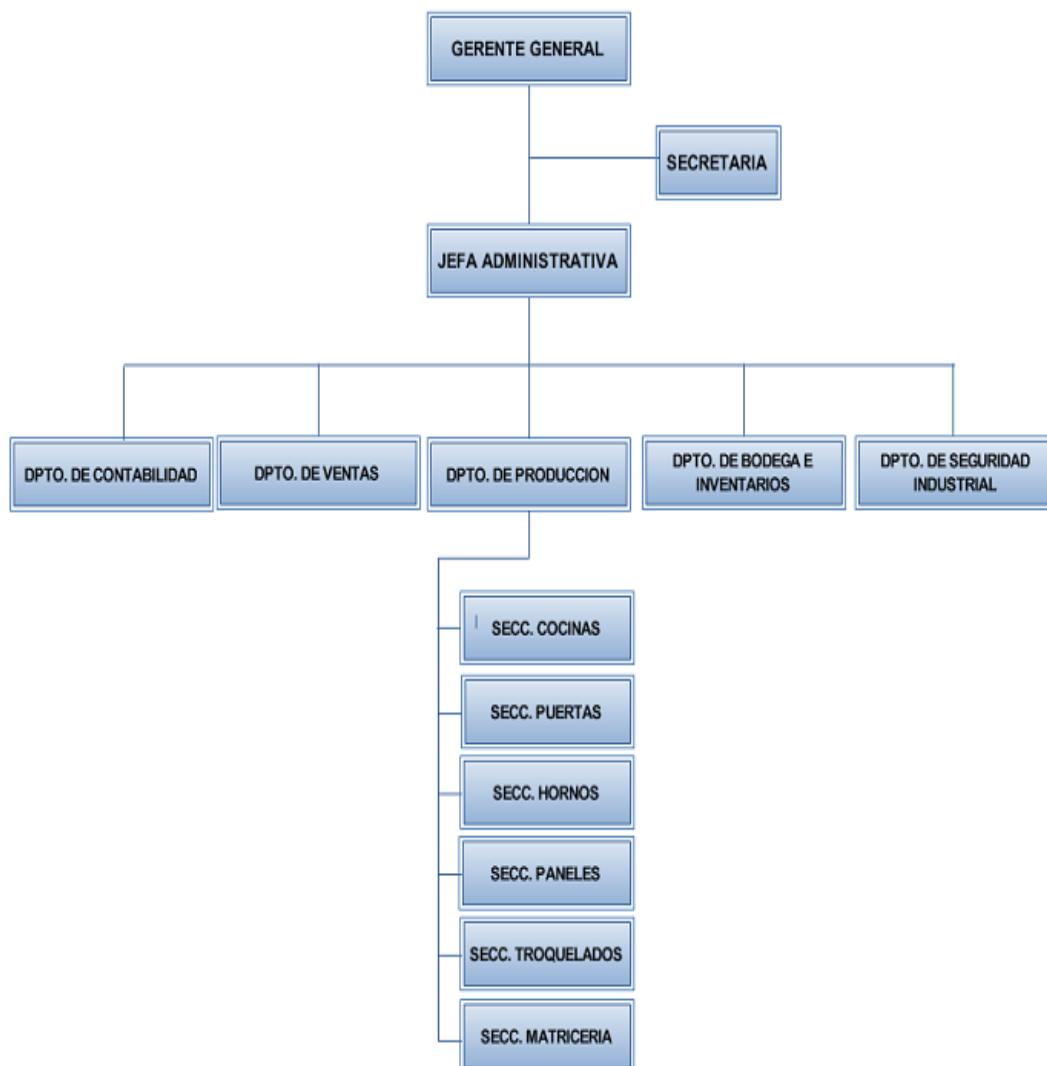 GERENTE GENERAL
SECRETARIA
JEFA ADMINISTRATIVA
DPTO. DE CONTABILIDAD
DPTO. DE VENTAS
DPTO. DE PRODUCCION
DPTO. DE BODEGA E
INVENTARIOS
DPTO. DE SEGURIDAD
INDUSTRIAL
SECC. COCINAS
SECC. PUERTAS
SECC. HORNOS
SECC. PANELES
SECC. TROQUELADOS
SECC. MATRICERIA